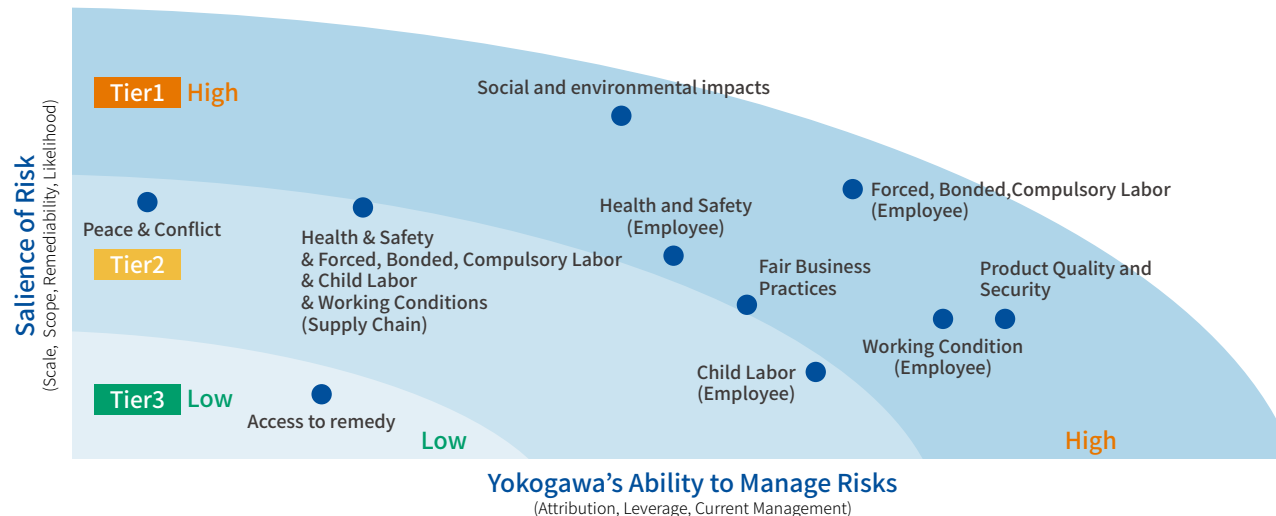 Salience of Risk
(Scale, Scope, Remediability, Likelihood)
Tier1 High
Social and environmental impacts
Forced, Bonded,Compulsory Labor
(Employee)
Health and Safety
(Employee)
Peace & Conflict
Health & Safety
& Forced, Bonded, Compulsory Labor
& Child Labor
& Working Conditions
(Supply Chain)
Tier2
Fair Business
Practices
Product Quality and
Security
Working Condition
(Employee)
Child Labor
(Employee)
Tier3 Low
Access to remedy
Low
High
Yokogawa’s Ability to Manage Risks
(Attribution, Leverage, Current Management)